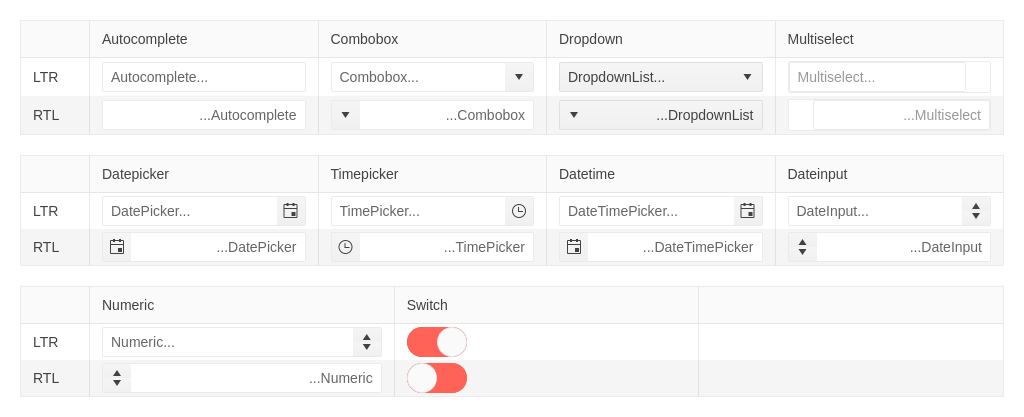 Autocomplete Combobox Dropdown Multiselect
LTR Autocomplete... Combobox... DropdownList... Multiselect...
RTL ...Autocomplete ...Combobox ...DropdownList ...Multiselect
Datepicker Timepicker Datetime Dateinput
LTR DatePicker... TimePicker... DateTimePicker... DateInput...
RTL ...DatePicker ...TimePicker ...DateTimePicker ...DateInput
Numeric Switch
LTR Numeric...
RTL ...Numeric